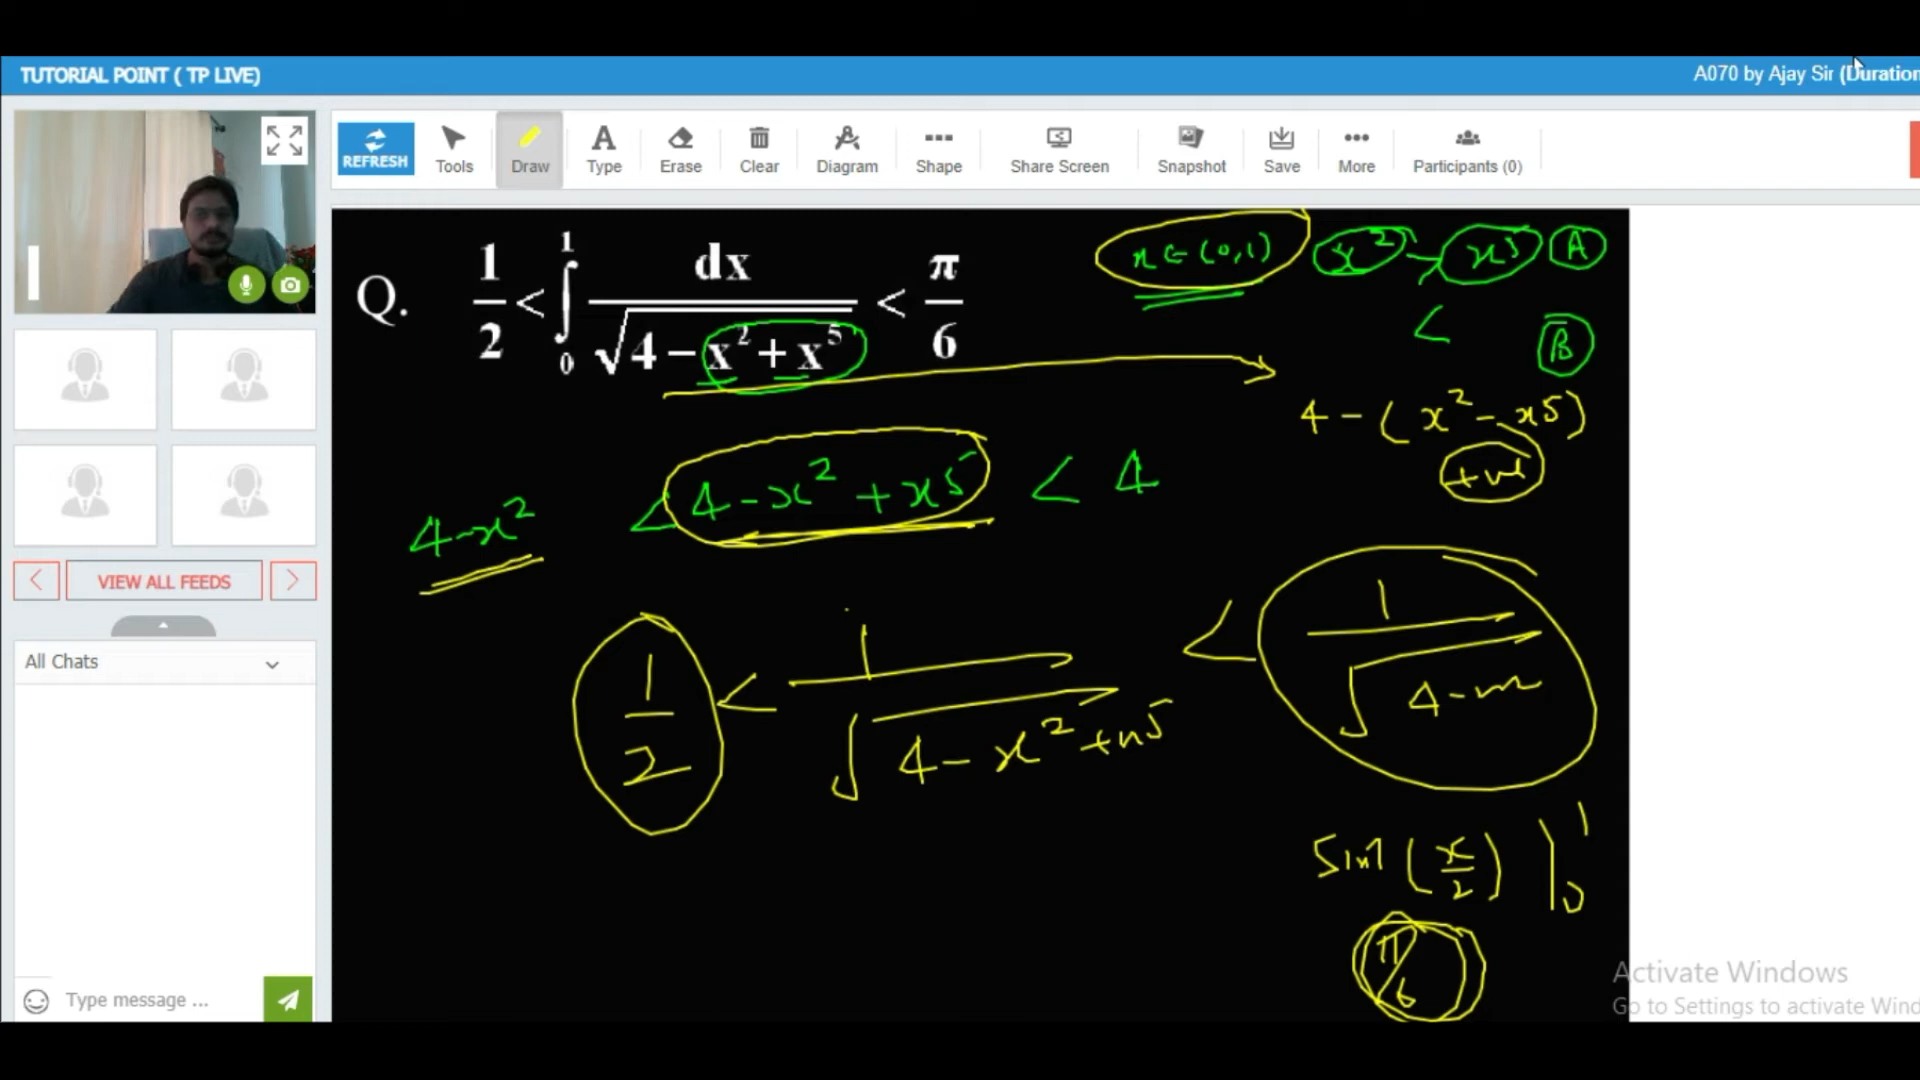 TUTORIAL POINT ( TP LIVE)
A070 by Ajay Sir (Duration
REFRESH
Tools
Draw
Type
Erase
Clear
Diagram
Shape
Share Screen
Snapshot
Save
More
Participants (0)
Q. 1/2 < ∫₀¹ dx/√(4 − x² + x⁵) < π/6
x ∈ (0,1)
x² > x5 A
< B
4 − (x² − x5)
+ve
4-x² < 4-x² +x5 < 4
1/2 < 1/√(4-x²+x5) < 1/√(4-x²)
Sin⁻¹ (x/2) |₀¹
π/6
VIEW ALL FEEDS
All Chats
Type message ...
Activate Windows
Go to Settings to activate Wind